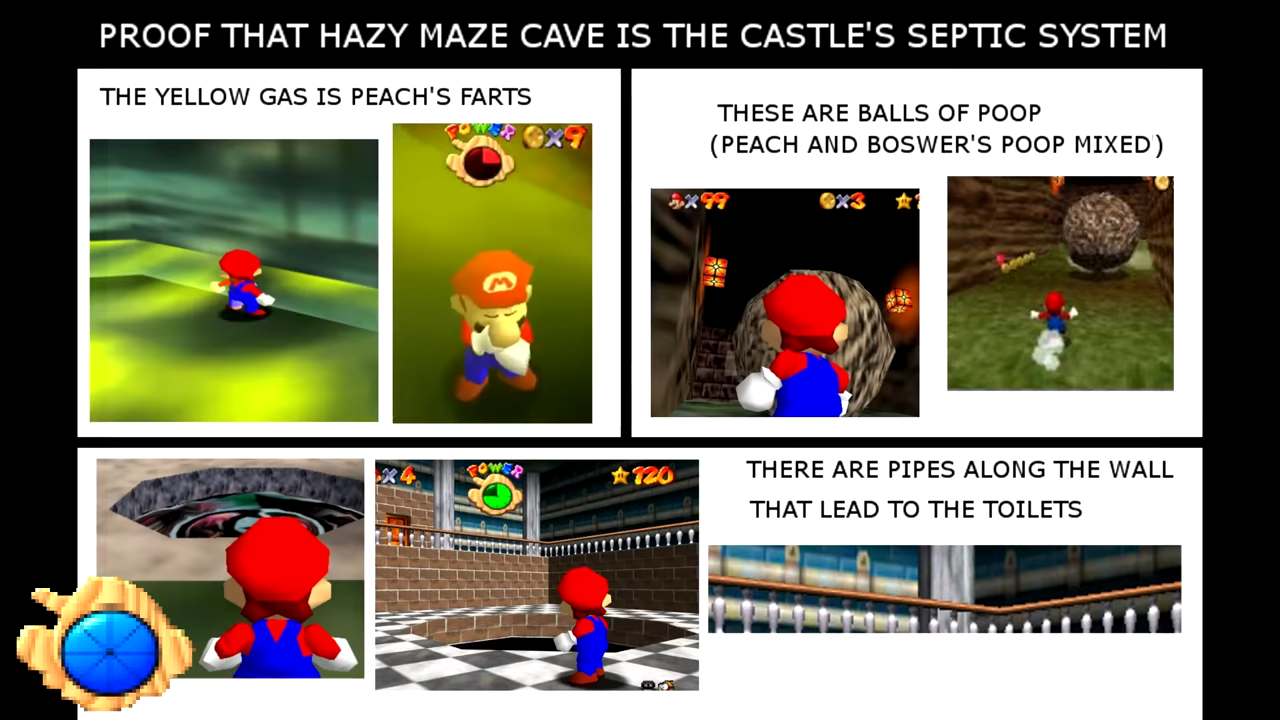 PROOF THAT HAZY MAZE CAVE IS THE CASTLE'S SEPTIC SYSTEM
THE YELLOW GAS IS PEACH'S FARTS
POWER
×9
M
THESE ARE BALLS OF POOP
(PEACH AND BOSWER'S POOP MIXED)
×99
×3
×4
POWER
120
THERE ARE PIPES ALONG THE WALL
THAT LEAD TO THE TOILETS